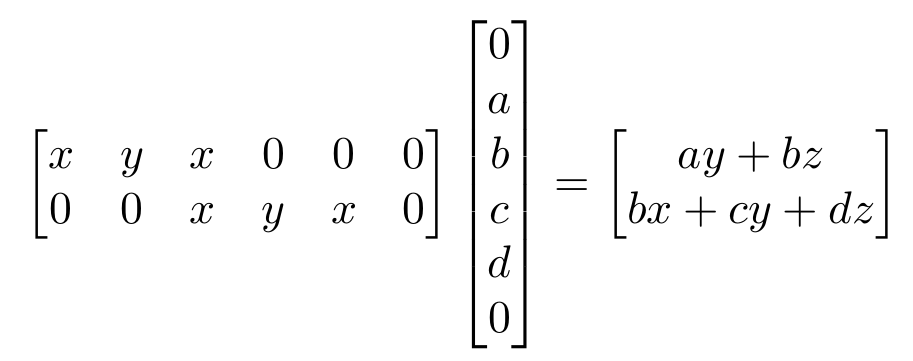 [x y x 0 0 0
0 0 x y x 0] [0
a
b
c
d
0] = [ay + bz
bx + cy + dz]